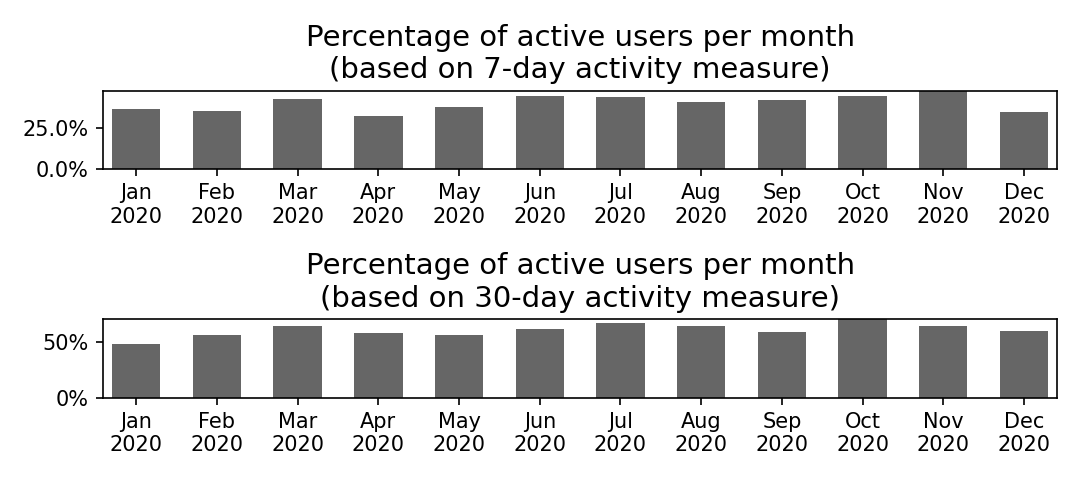 Percentage of active users per month
(based on 7-day activity measure)
25.0%
0.0%
Jan Feb Mar Apr May Jun Jul Aug Sep Oct Nov Dec
2020 2020 2020 2020 2020 2020 2020 2020 2020 2020 2020 2020
Percentage of active users per month
(based on 30-day activity measure)
50%
0%
Jan Feb Mar Apr May Jun Jul Aug Sep Oct Nov Dec
2020 2020 2020 2020 2020 2020 2020 2020 2020 2020 2020 2020